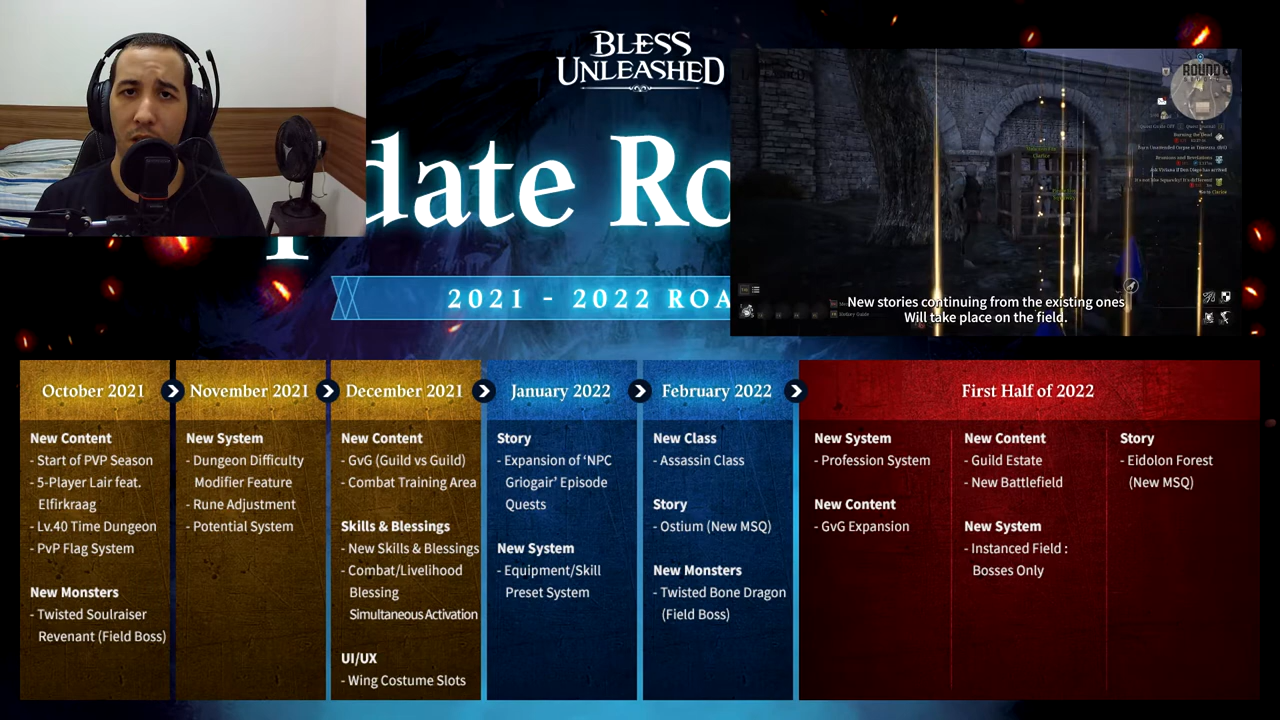 BLESS
UNLEASHED
date Ro
2021 - 2022 ROA
ROUND 8
Burning the Dead
Clarice
New stories continuing from the existing ones
Will take place on the field.
October 2021
New Content
- Start of PVP Season
- 5-Player Lair feat.
Elfirkraag
- Lv.40 Time Dungeon
- PvP Flag System
New Monsters
- Twisted Soulraiser
Revenant (Field Boss)
November 2021
New System
- Dungeon Difficulty
Modifier Feature
- Rune Adjustment
- Potential System
December 2021
New Content
- GvG (Guild vs Guild)
- Combat Training Area
Skills & Blessings
- New Skills & Blessings
- Combat/Livelihood
Blessing
Simultaneous Activation
UI/UX
- Wing Costume Slots
January 2022
Story
- Expansion of ‘NPC
Griogair’ Episode
Quests
New System
- Equipment/Skill
Preset System
February 2022
New Class
- Assassin Class
Story
- Ostium (New MSQ)
New Monsters
- Twisted Bone Dragon
(Field Boss)
First Half of 2022
New System
- Profession System
New Content
- GvG Expansion
New Content
- Guild Estate
- New Battlefield
New System
- Instanced Field :
Bosses Only
Story
- Eidolon Forest
(New MSQ)